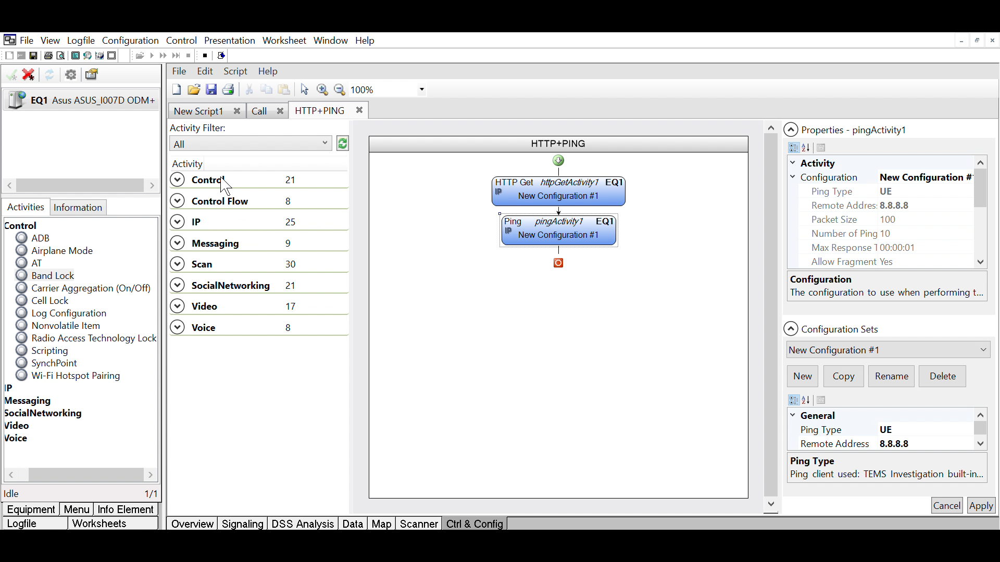 File View Logfile Configuration Control Presentation Worksheet Window Help
EQ1 Asus ASUS_I007D ODM+
Activities Information
Control
ADB
Airplane Mode
AT
Band Lock
Carrier Aggregation (On/Off)
Cell Lock
Log Configuration
Nonvolatile Item
Radio Access Technology Lock
Scripting
SynchPoint
Wi-Fi Hotspot Pairing
IP
Messaging
SocialNetworking
Video
Voice
Idle 1/1
Equipment Menu Info Element
Logfile Worksheets
File Edit Script Help
100%
New Script1 Call HTTP+PING
Activity Filter:
All
Activity
Control 21
Control Flow 8
IP 25
Messaging 9
Scan 30
SocialNetworking 21
Video 17
Voice 8
HTTP+PING
HTTP Get httpGetActivity1 EQ1
IP New Configuration #1
Ping pingActivity1 EQ1
IP New Configuration #1
Properties - pingActivity1
Activity
Configuration New Configuration #
Ping Type UE
Remote Addres: 8.8.8.8
Packet Size 100
Number of Ping 10
Max Response T 00:00:01
Allow Fragment Yes
Configuration
The configuration to use when performing t...
Configuration Sets
New Configuration #1
New Copy Rename Delete
General
Ping Type UE
Remote Address 8.8.8.8
Ping Type
Ping client used: TEMS Investigation built-in...
Cancel Apply
Overview Signaling DSS Analysis Data Map Scanner Ctrl & Config